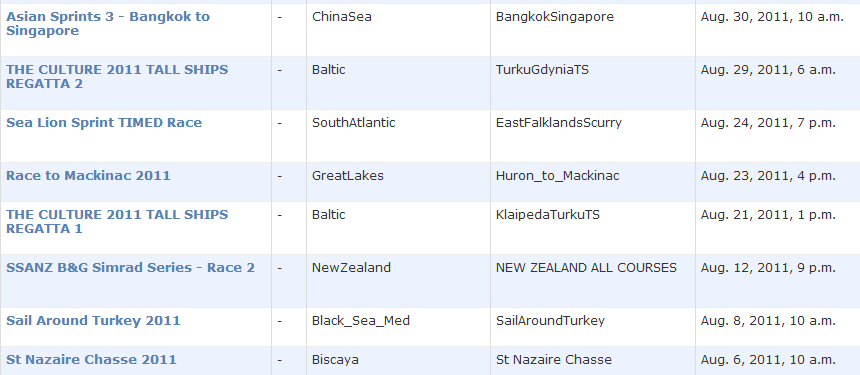 Asian Sprints 3 - Bangkok to - ChinaSea BangkokSingapore Aug. 30, 2011, 10 a.m.
Singapore
THE CULTURE 2011 TALL SHIPS - Baltic TurkuGdyniaTS Aug. 29, 2011, 6 a.m.
REGATTA 2
Sea Lion Sprint TIMED Race - SouthAtlantic EastFalklandsScurry Aug. 24, 2011, 7 p.m.
Race to Mackinac 2011 - GreatLakes Huron_to_Mackinac Aug. 23, 2011, 4 p.m.
THE CULTURE 2011 TALL SHIPS - Baltic KlaipedaTurkuTS Aug. 21, 2011, 1 p.m.
REGATTA 1
SSANZ B&G Simrad Series - Race 2 - NewZealand NEW ZEALAND ALL COURSES Aug. 12, 2011, 9 p.m.
Sail Around Turkey 2011 - Black_Sea_Med SailAroundTurkey Aug. 8, 2011, 10 a.m.
St Nazaire Chasse 2011 - Biscaya St Nazaire Chasse Aug. 6, 2011, 10 a.m.